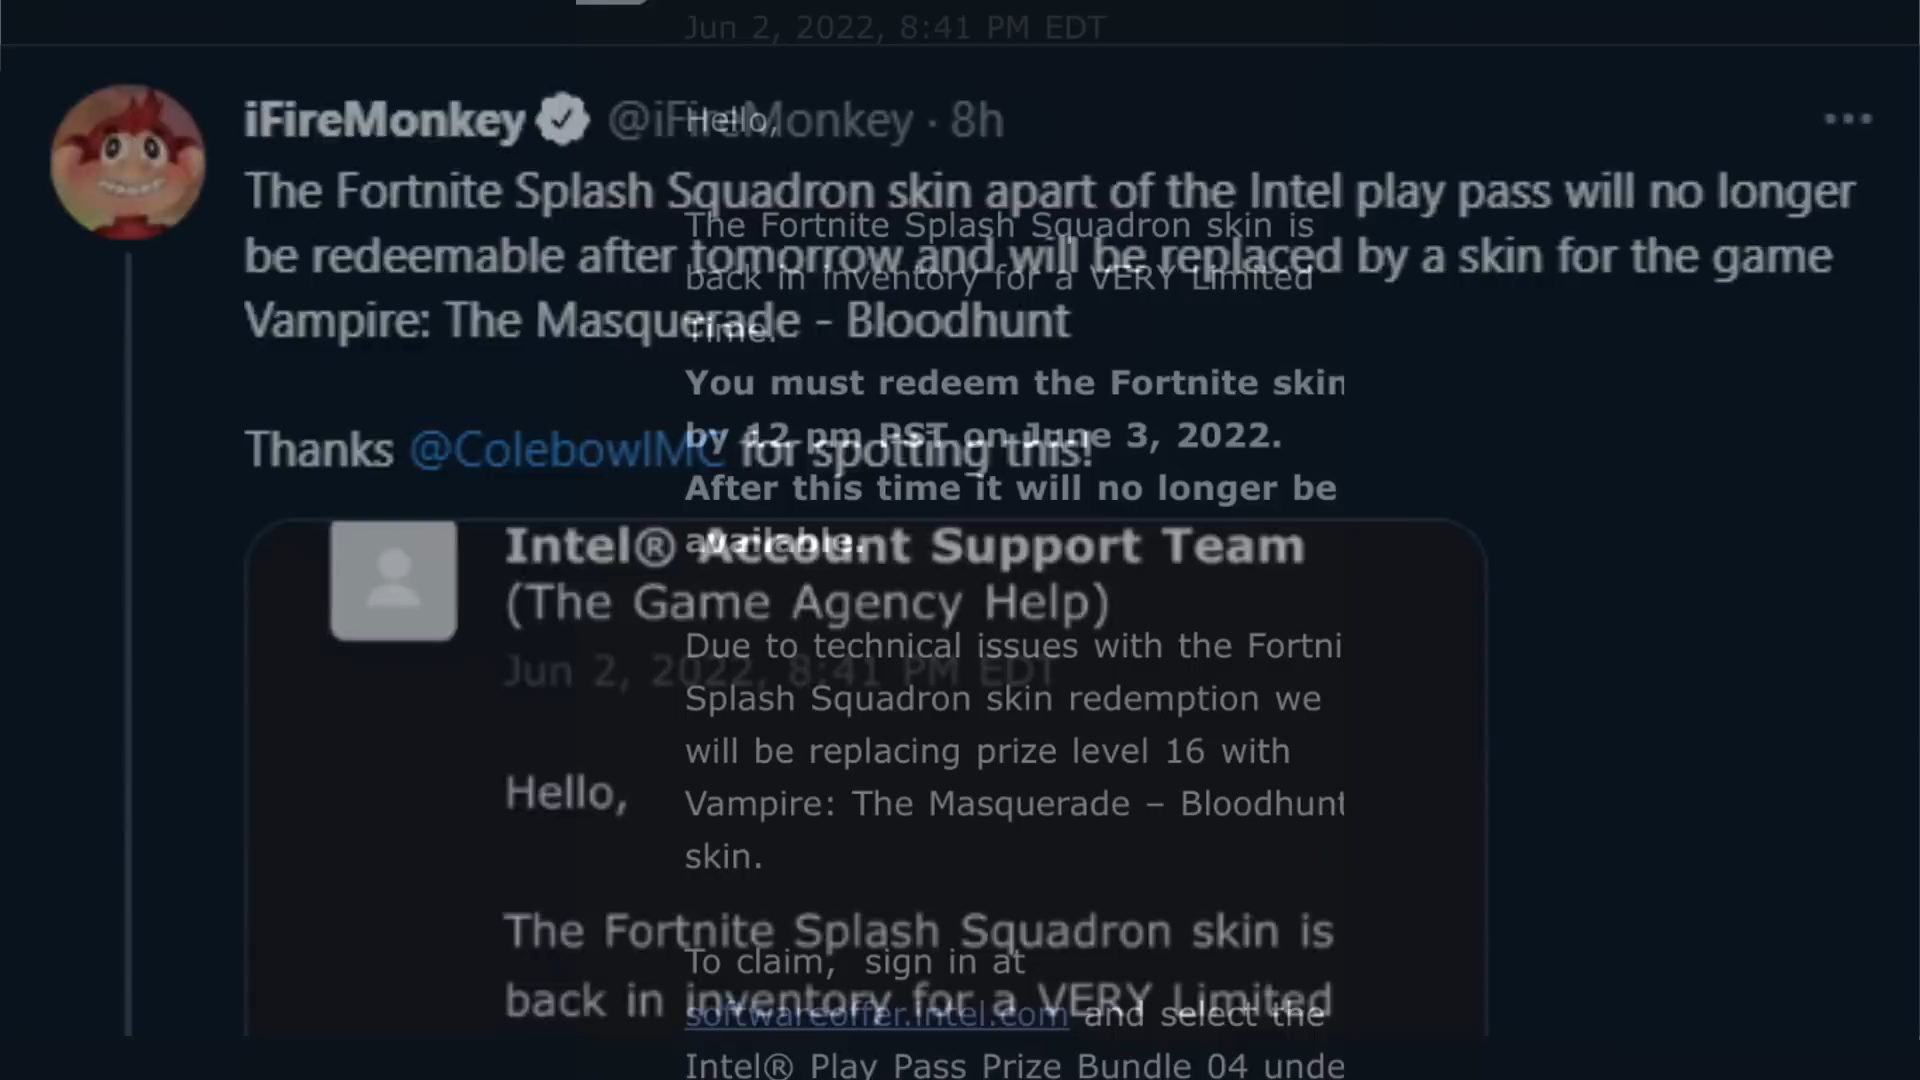 Jun 2, 2022, 8:41 PM EDT
iFireMonkey @iFireMonkey · 8h
The Fortnite Splash Squadron skin apart of the Intel play pass will no longer
be redeemable after tomorrow and will be replaced by a skin for the game
Vampire: The Masquerade - Bloodhunt
Thanks @ColebowlMC for spotting this!
Intel® Account Support Team
(The Game Agency Help)
Jun 2, 2022, 8:41 PM EDT
Hello,
The Fortnite Splash Squadron skin is
back in inventory for a VERY Limited
Hello,
The Fortnite Splash Squadron skin is
back in inventory for a VERY Limited
Time.
You must redeem the Fortnite skin
by 12 pm PST on June 3, 2022.
After this time it will no longer be
available.
Due to technical issues with the Fortni
Splash Squadron skin redemption we
will be replacing prize level 16 with
Vampire: The Masquerade – Bloodhunt
skin.
To claim, sign in at
softwareoffer.intel.com and select the
Intel® Play Pass Prize Bundle 04 unde